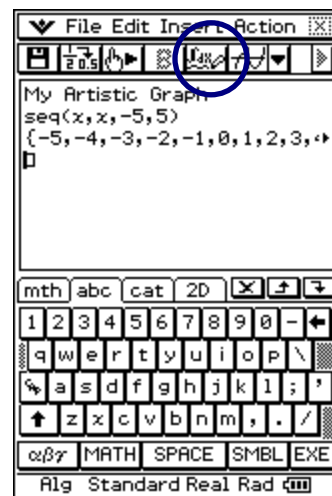 File Edit Insert Action
My Artistic Graph
seq(x,x,-5,5)
{-5,-4,-3,-2,-1,0,1,2,3,
mth abc cat 2D
1 2 3 4 5 6 7 8 9 0 -
q w e r t y u i o p \
a s d f g h j k l ; '
z x c v b n m , . /
αβγ MATH SPACE SMBL EXE
Alg Standard Real Rad